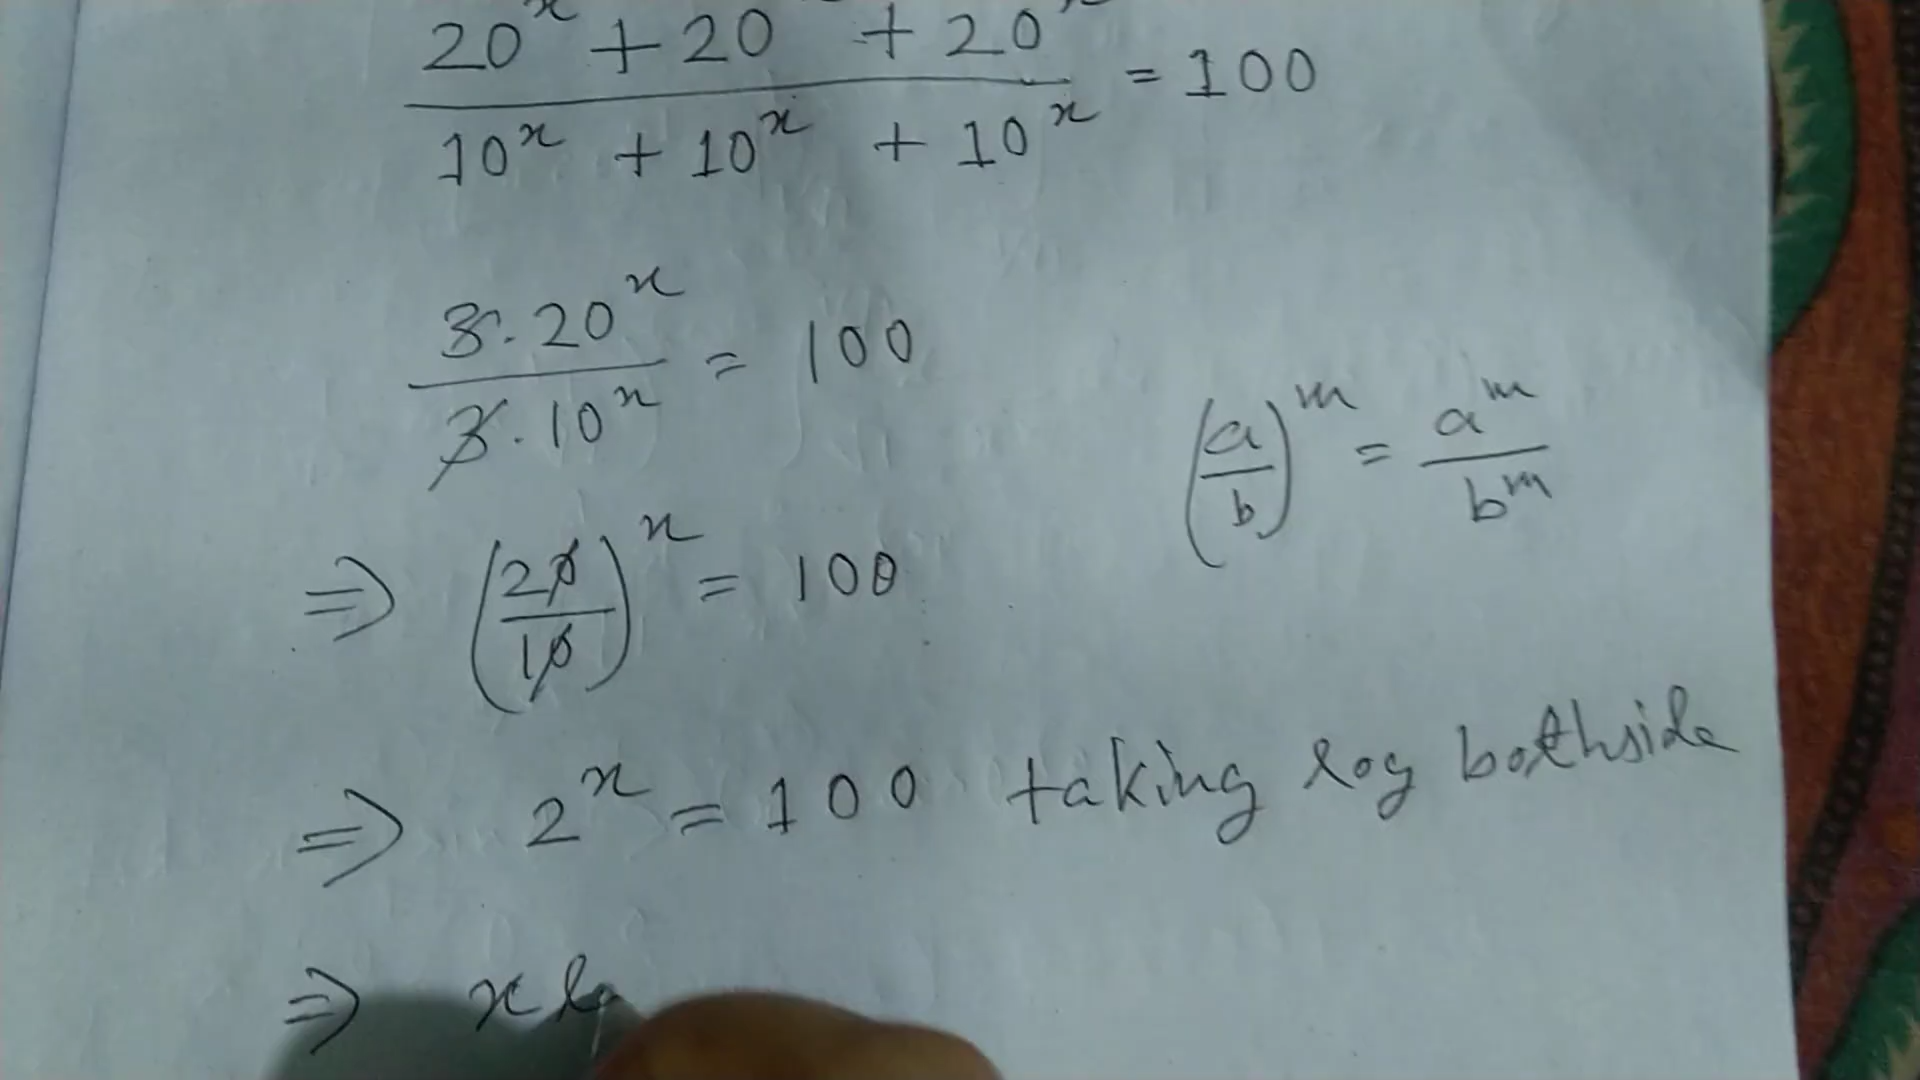 20^x + 20^x + 20^x / 10^x + 10^x + 10^x = 100
3·20^x / 3·10^x = 100
(a/b)^m = a^m / b^m
⇒ (20/10)^x = 100
⇒ 2^x = 100 taking log bothside
⇒ x lo